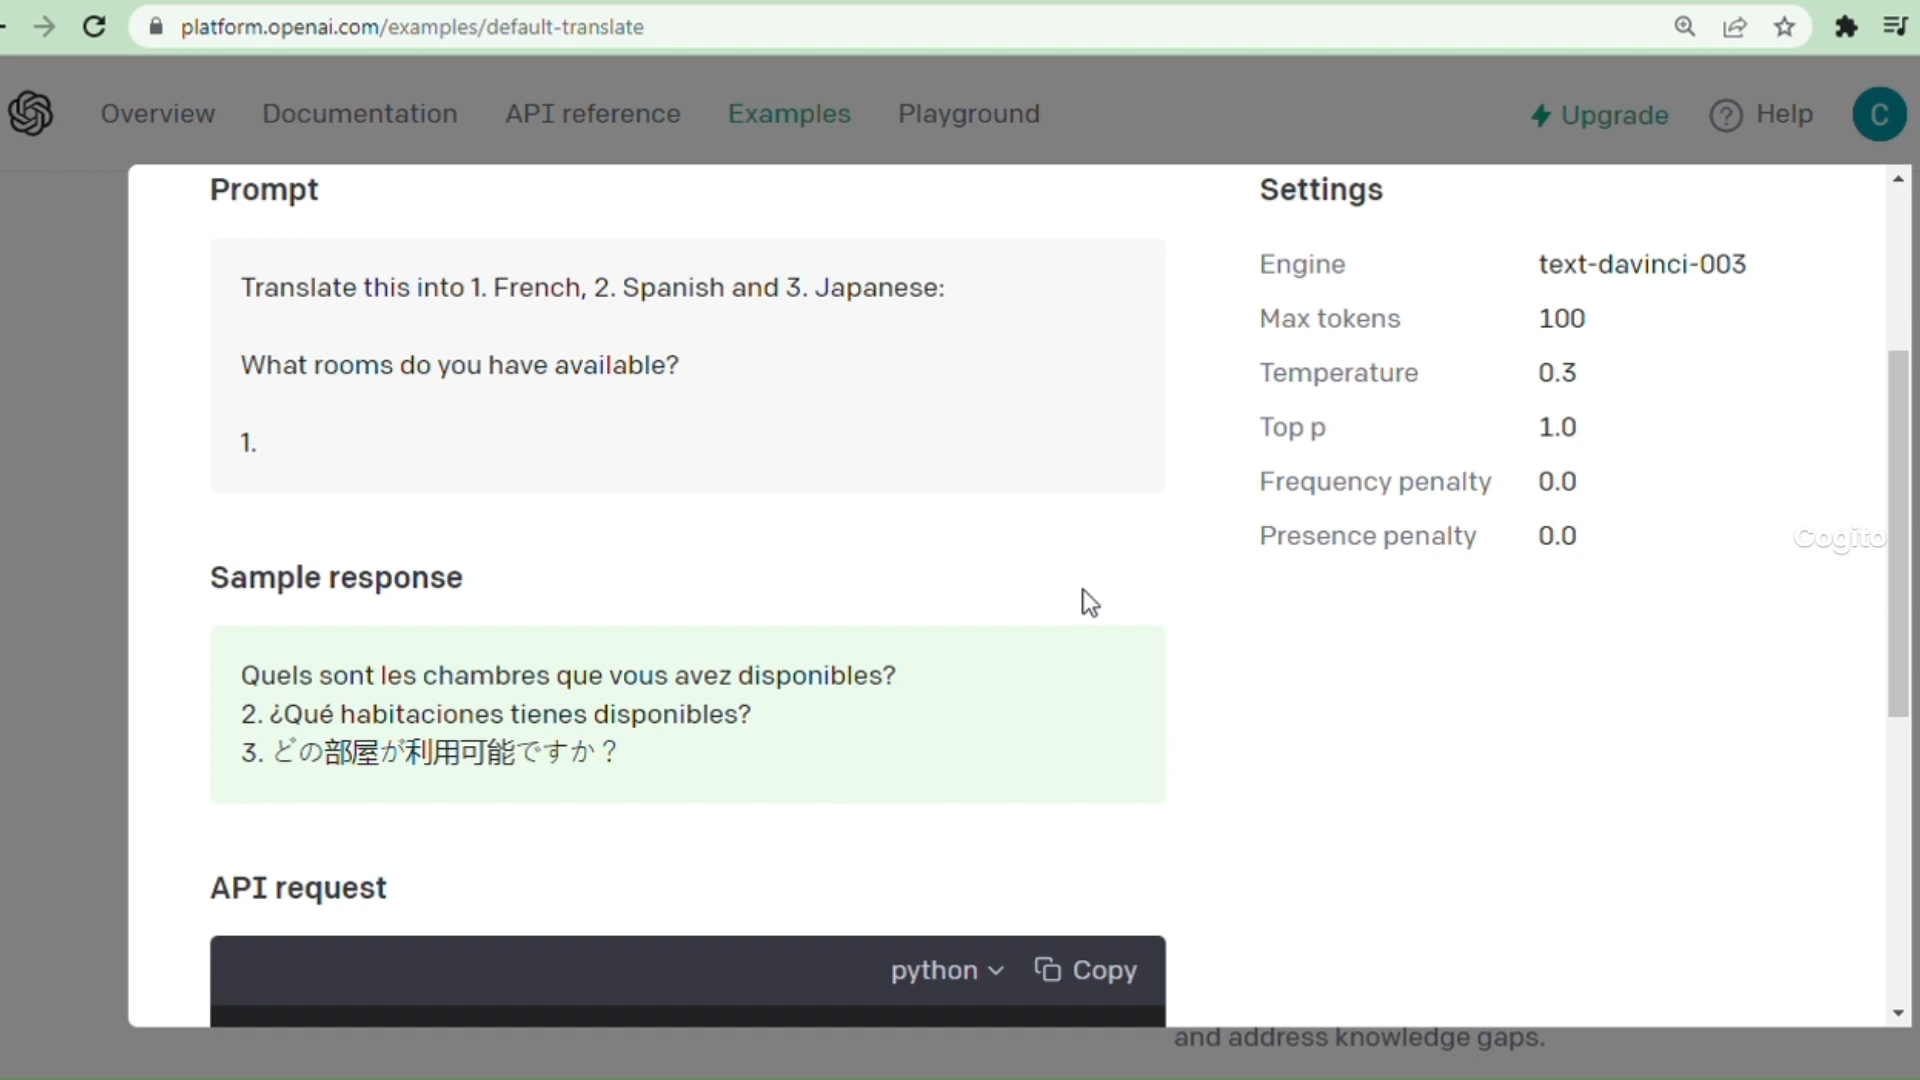 platform.openai.com/examples/default-translate
Overview Documentation API reference Examples Playground Upgrade Help C
Prompt
Translate this into 1. French, 2. Spanish and 3. Japanese:
What rooms do you have available?
1.
Settings
Engine text-davinci-003
Max tokens 100
Temperature 0.3
Top p 1.0
Frequency penalty 0.0
Presence penalty 0.0
Cogito
Sample response
Quels sont les chambres que vous avez disponibles?
2. ¿Qué habitaciones tienes disponibles?
3. どの部屋が利用可能ですか？
API request
python Copy
and address knowledge gaps.